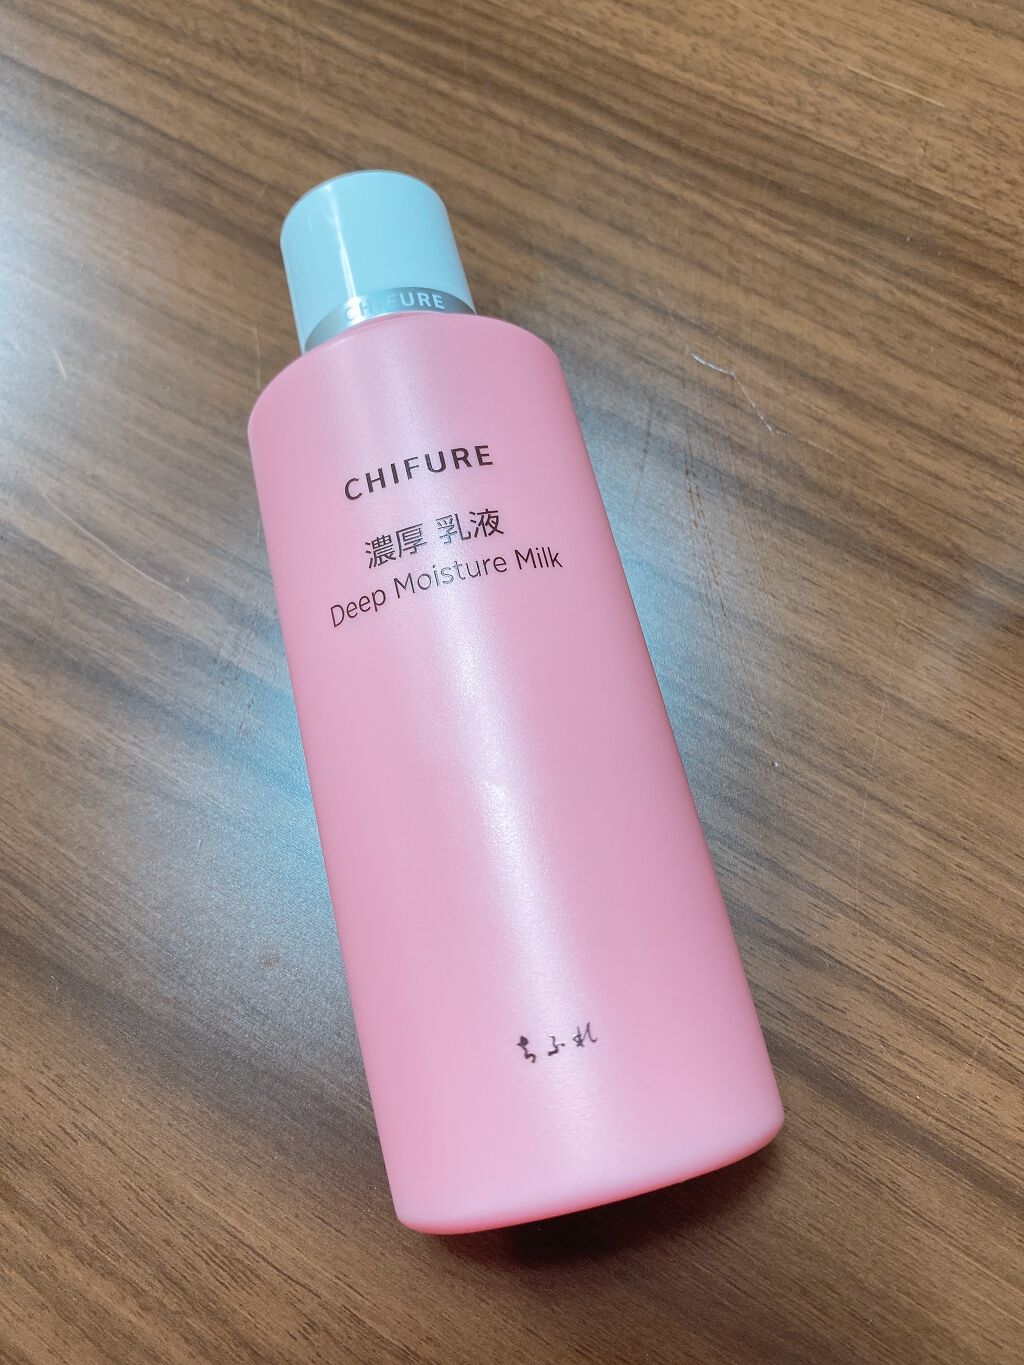 CHIFURE
CHIFURE
濃厚 乳液
Deep Moisture Milk
ちふれ